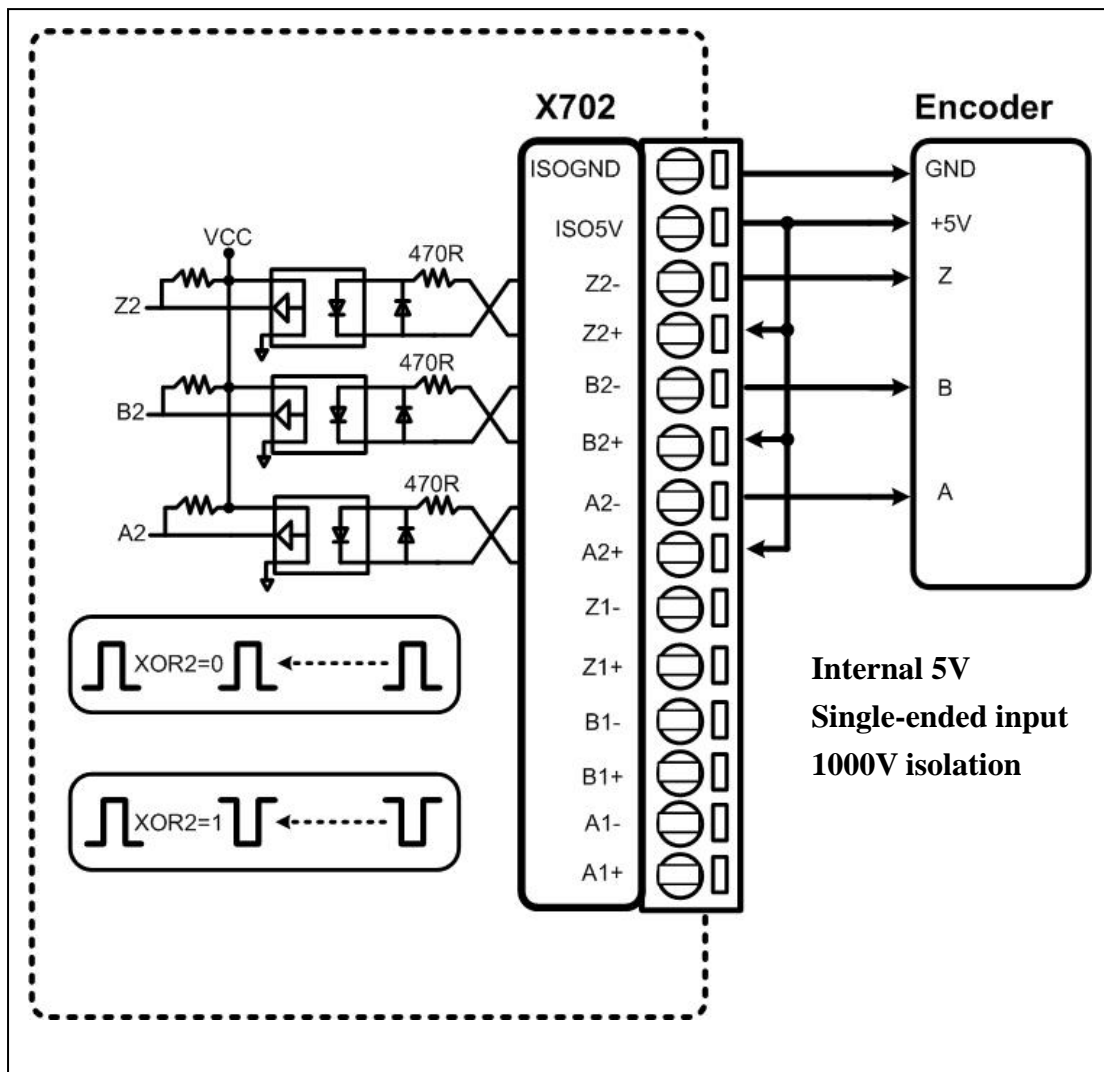 X702
Encoder
ISOGND
GND
ISO5V
+5V
VCC
470R
Z2-
Z
Z2
Z2+
470R
B2-
B
B2
B2+
470R
A2-
A
A2
A2+
Z1-
XOR2=0
Z1+
Internal 5V
B1-
Single-ended input
B1+
1000V isolation
XOR2=1
A1-
A1+